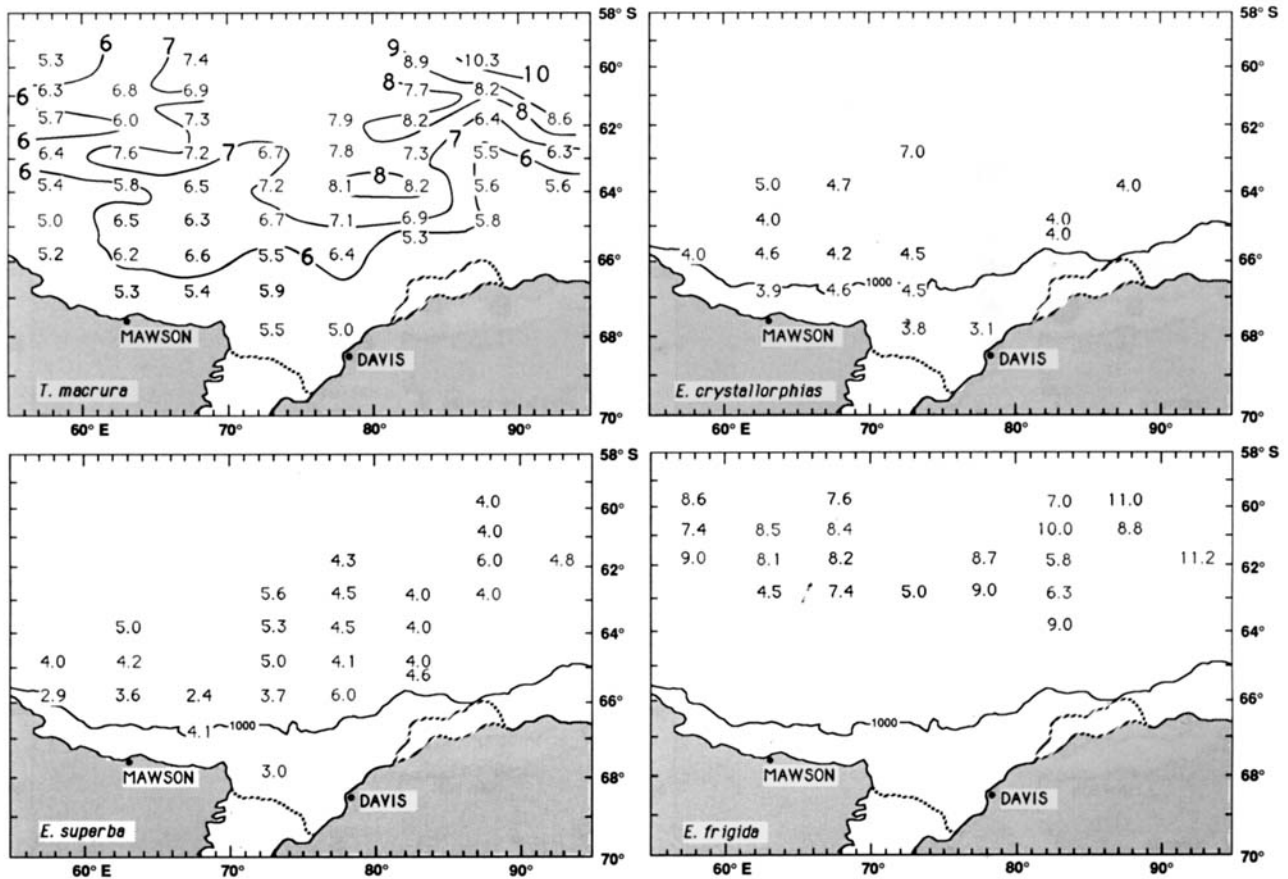 58° S
9
6 7
5.3 7.4 8.9 10.3
60°
10
8
6 6.3 6.8 6.9 7.7 8.2
8
5.7 6.0 7.3 7.9 8.2 6.4 8.6
62°
6
7
6.4 7.6 7.2 7 6.7 7.8 7.3 5.5 6 6.3
6
8
5.4 5.8 6.5 7.2 8.1 8.2 5.6 5.6
64°
5.0 6.5 6.3 6.7 7.1 6.9 5.8
5.3
5.2 6.2 6.6 5.5 6 6.4
66°
5.3 5.4 5.9
5.5 5.0
MAWSON
68°
DAVIS
T. macrura
70°
60° E 70° 80° 90°
58° S
60°
62°
7.0
5.0 4.7 4.0
64°
4.0 4.0
4.0
4.0 4.6 4.2 4.5
66°
3.9 4.6 1000 4.5
3.8 3.1
MAWSON
68°
DAVIS
E. crystallorphias
70°
60° E 70° 80° 90°
58° S
4.0
60°
4.0
4.3 6.0 4.8
62°
5.6 4.5 4.0 4.0
5.0 5.3 4.5 4.0
64°
4.0 4.2 5.0 4.1 4.0
4.6
2.9 3.6 2.4 3.7 6.0
66°
4.1 1000
3.0
MAWSON
68°
DAVIS
E. superba
70°
60° E 70° 80° 90°
58° S
8.6 7.6 7.0 11.0
60°
7.4 8.5 8.4 10.0 8.8
9.0 8.1 8.2 8.7 5.8 11.2
62°
4.5 7.4 5.0 9.0 6.3
9.0
64°
66°
1000
MAWSON
68°
DAVIS
E. frigida
70°
60° E 70° 80° 90°